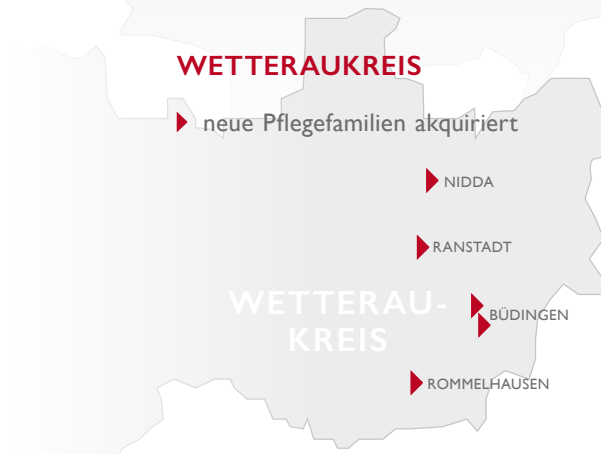 WETTERAUKREIS
neue Pflegefamilien akquiriert
NIDDA
RANSTADT
WETTERAU-
KREIS
BÜDINGEN
ROMMELHAUSEN